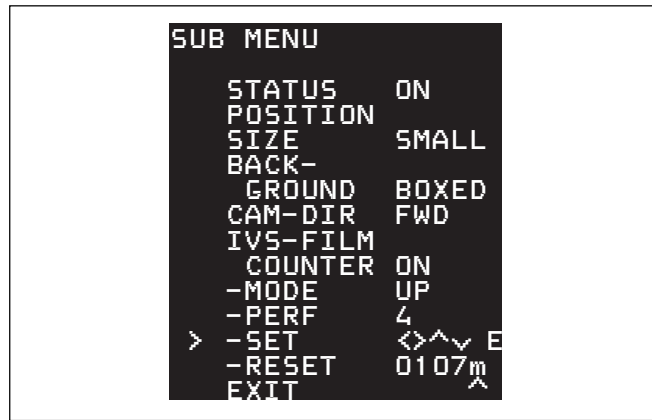 SUB MENU
STATUS ON
POSITION
SIZE SMALL
BACK-
GROUND BOXED
CAM-DIR FWD
IVS-FILM
COUNTER ON
-MODE UP
-PERF 4
> -SET <>^⌄ E
-RESET 0107m
EXIT ^